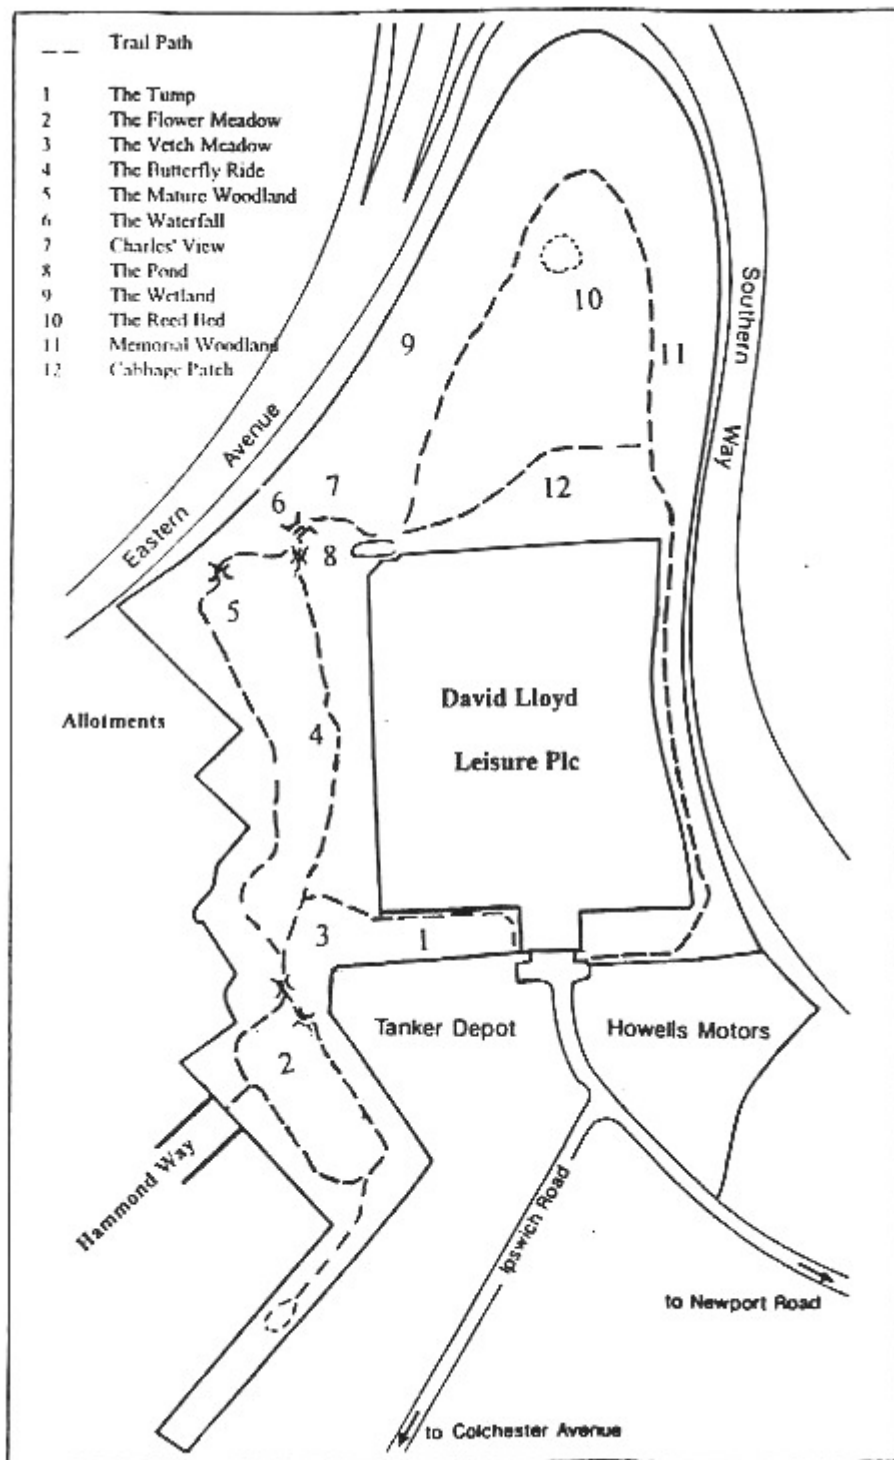 — — Trail Path
1 The Tump
2 The Flower Meadow
3 The Vetch Meadow
4 The Butterfly Ride
5 The Mature Woodland
6 The Waterfall
7 Charles' View
8 The Pond
9 The Wetland
10 The Reed Bed
11 Memorial Woodland
12 Cabbage Patch
Southern Way
Eastern Avenue
10
9
11
7
12
6
8
5
Allotments
David Lloyd
Leisure Plc
4
3
1
2
Tanker Depot
Howells Motors
Hammond Way
Ipswich Road
to Newport Road
to Colchester Avenue